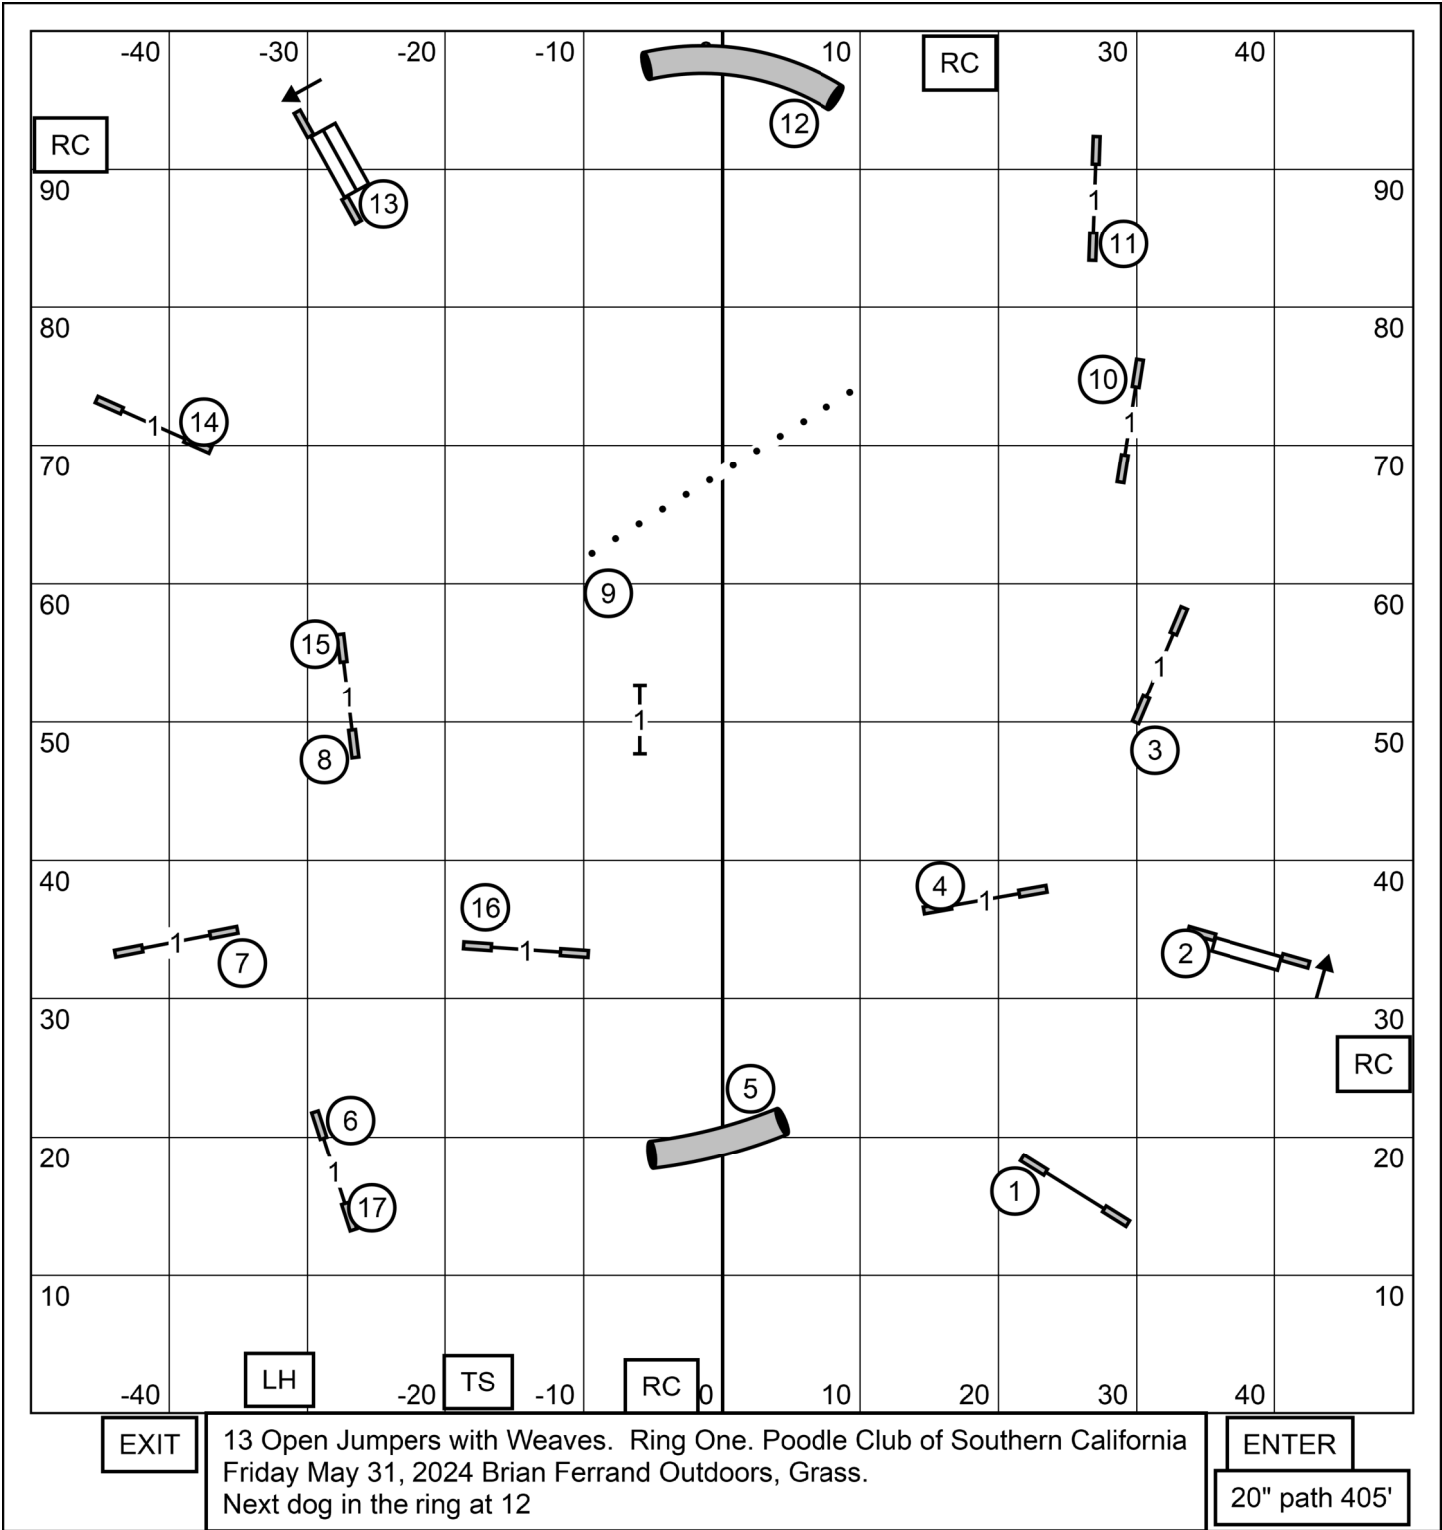 -40 -30 -20 -10 0 10 RC 30 40
12
RC
90 13 90
1
11
80 80
10
14
1 1
70 70
9
60 60
15
1
1
1
50 50
8 3
40 4 40
16 1
1 1 2
7
30 30
RC
5
6
20 1 20
17 1
10 10
LH TS RC
-40 -20 -10 0 10 20 30 40
EXIT
13 Open Jumpers with Weaves. Ring One. Poodle Club of Southern California
Friday May 31, 2024 Brian Ferrand Outdoors, Grass.
Next dog in the ring at 12
ENTER
20" path 405'